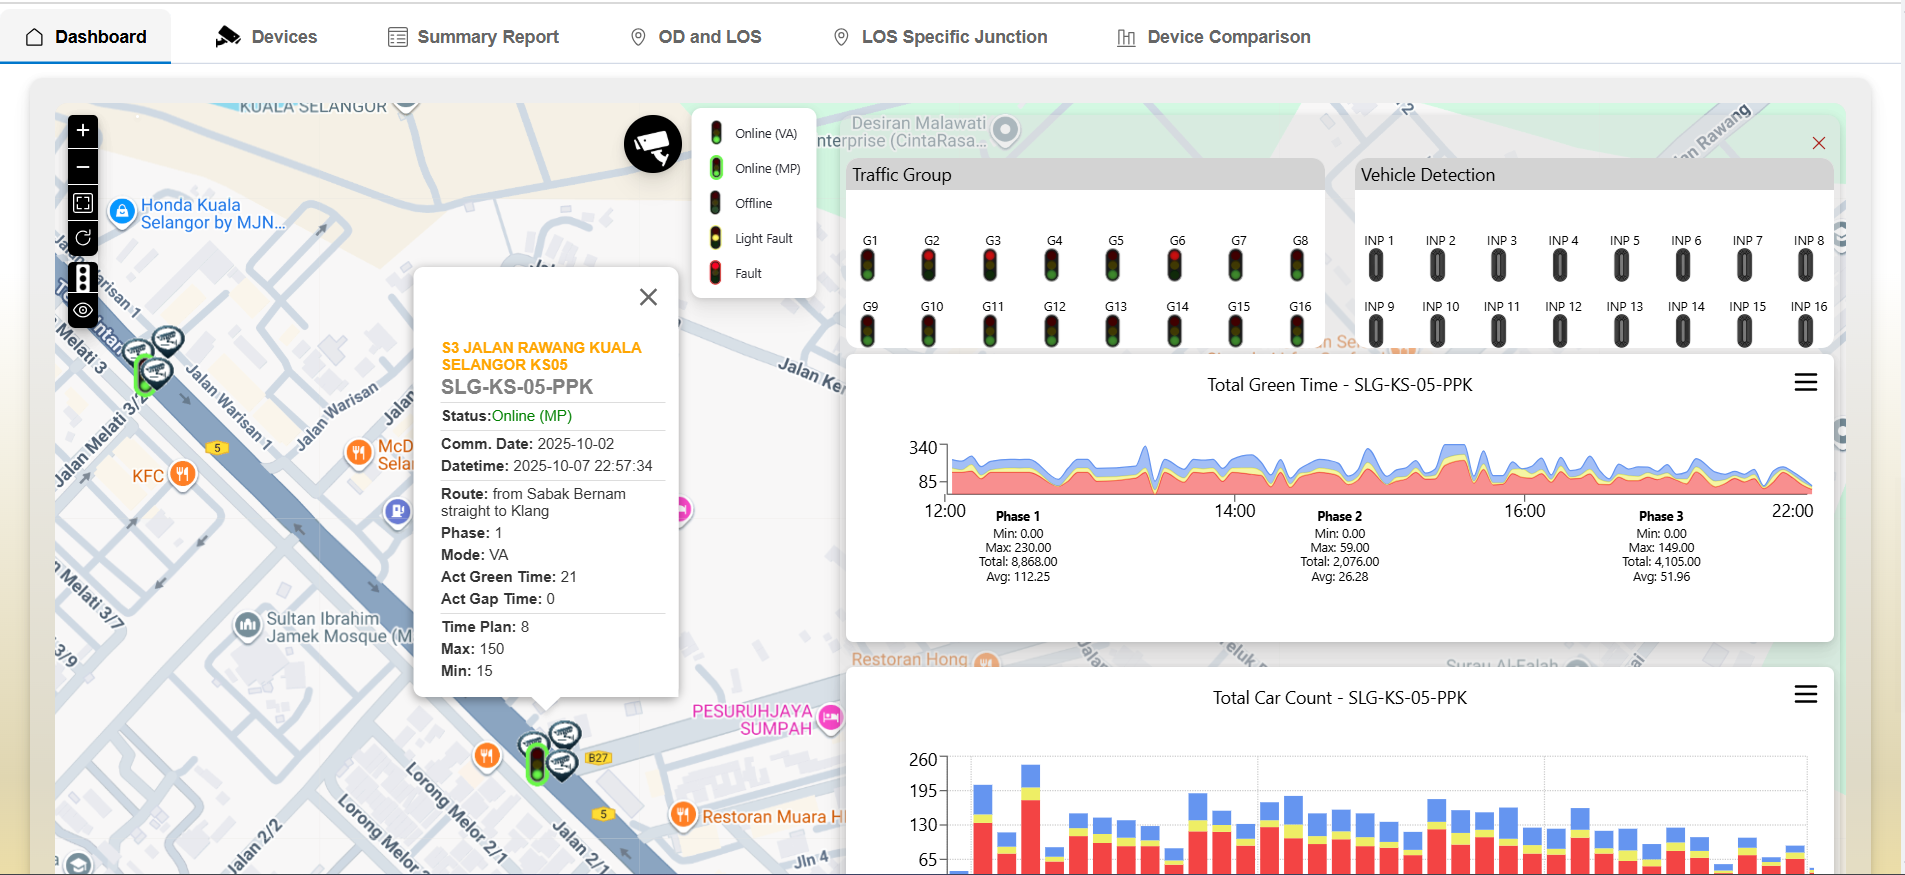 Dashboard
Devices
Summary Report
OD and LOS
LOS Specific Junction
Device Comparison
KUALA SELANGOR
Honda Kuala
Selangor by MJN...
Jalan Warisan 1
Melati 3
Jalan Melati 3/2
Jalan Warisan 1
Jalan Warisan
Jalan
5
KFC
McD
Sela
Melati 3/7
3/9
Sultan Ibrahim
Jamek Mosque (M
Jalan Ke
PESURUHJAYA
SUMPAH
B27
5
Restoran Muara H
Lorong Melor 2/1
Lorong Melor
Jalan 2/2
Jalan 2/1
Jln 4
S3 JALAN RAWANG KUALA
SELANGOR KS05
SLG-KS-05-PPK
Status:Online (MP)
Comm. Date: 2025-10-02
Datetime: 2025-10-07 22:57:34
Route: from Sabak Bernam
straight to Klang
Phase: 1
Mode: VA
Act Green Time: 21
Act Gap Time: 0
Time Plan: 8
Max: 150
Min: 15
Online (VA)
Online (MP)
Offline
Light Fault
Fault
Desiran Malawati
nterprise (CintaRasa...
an Rawang
Traffic Group
G1 G2 G3 G4 G5 G6 G7 G8
G9 G10 G11 G12 G13 G14 G15 G16
Vehicle Detection
INP 1 INP 2 INP 3 INP 4 INP 5 INP 6 INP 7 INP 8
INP 9 INP 10 INP 11 INP 12 INP 13 INP 14 INP 15 INP 16
Total Green Time - SLG-KS-05-PPK
340
85
12:00 14:00 16:00 22:00
Phase 1
Min: 0.00
Max: 230.00
Total: 8,868.00
Avg: 112.25
Phase 2
Min: 0.00
Max: 59.00
Total: 2,076.00
Avg: 26.28
Phase 3
Min: 0.00
Max: 149.00
Total: 4,105.00
Avg: 51.96
Restoran Hong
Surau Al-Falah
Total Car Count - SLG-KS-05-PPK
260
195
130
65